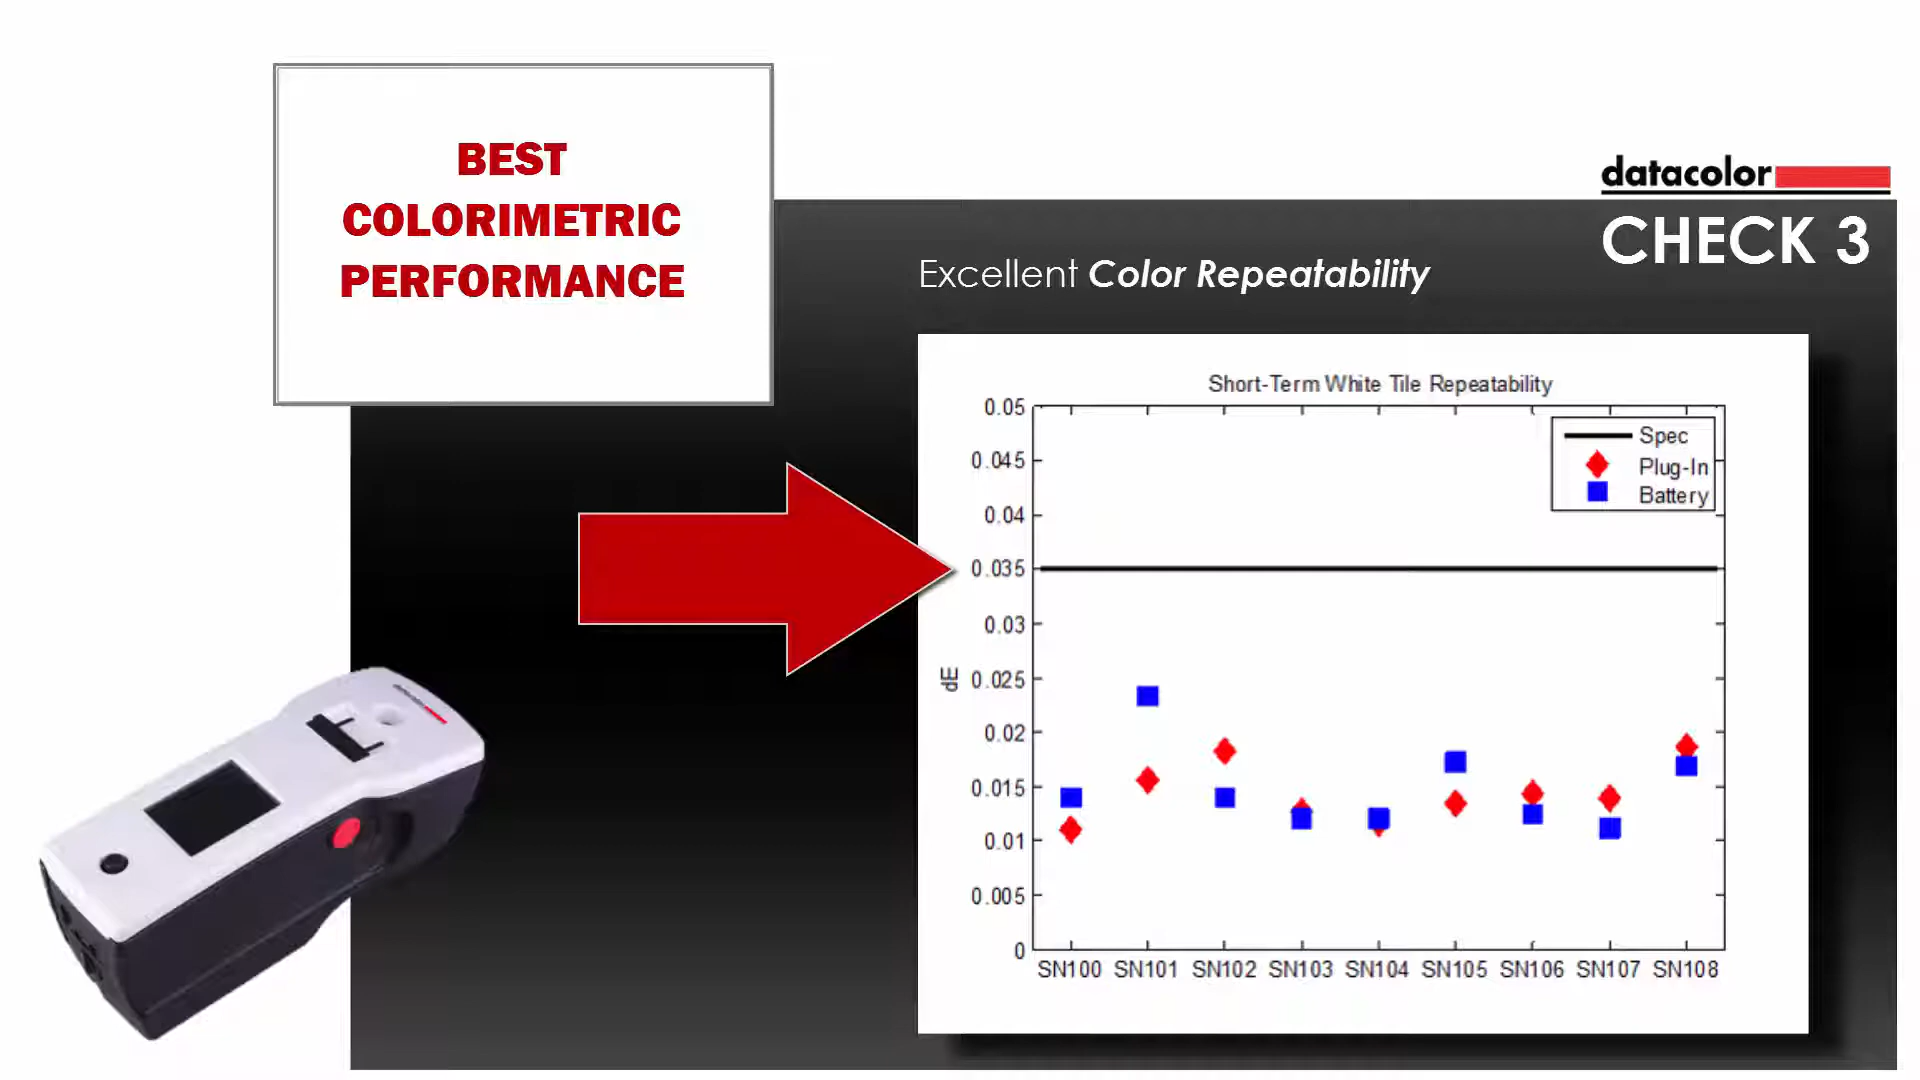 BEST
COLORIMETRIC
PERFORMANCE
datacolor
CHECK 3
Excellent Color Repeatability
Short-Term White Tile Repeatability
0.05
0.045
0.04
0.035
0.03
0.025
0.02
0.015
0.01
0.005
0
dE
Spec
Plug-In
Battery
SN100 SN101 SN102 SN103 SN104 SN105 SN106 SN107 SN108
datacolor